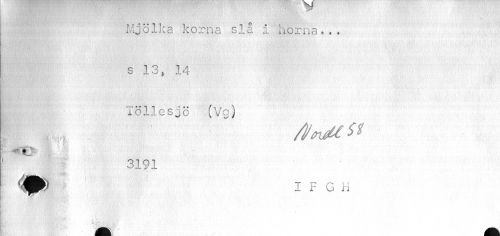 Mjölka korna slå i horna...
s 13, 14
Töllesjö (Vg)
Nordl 58
3191
I F G H